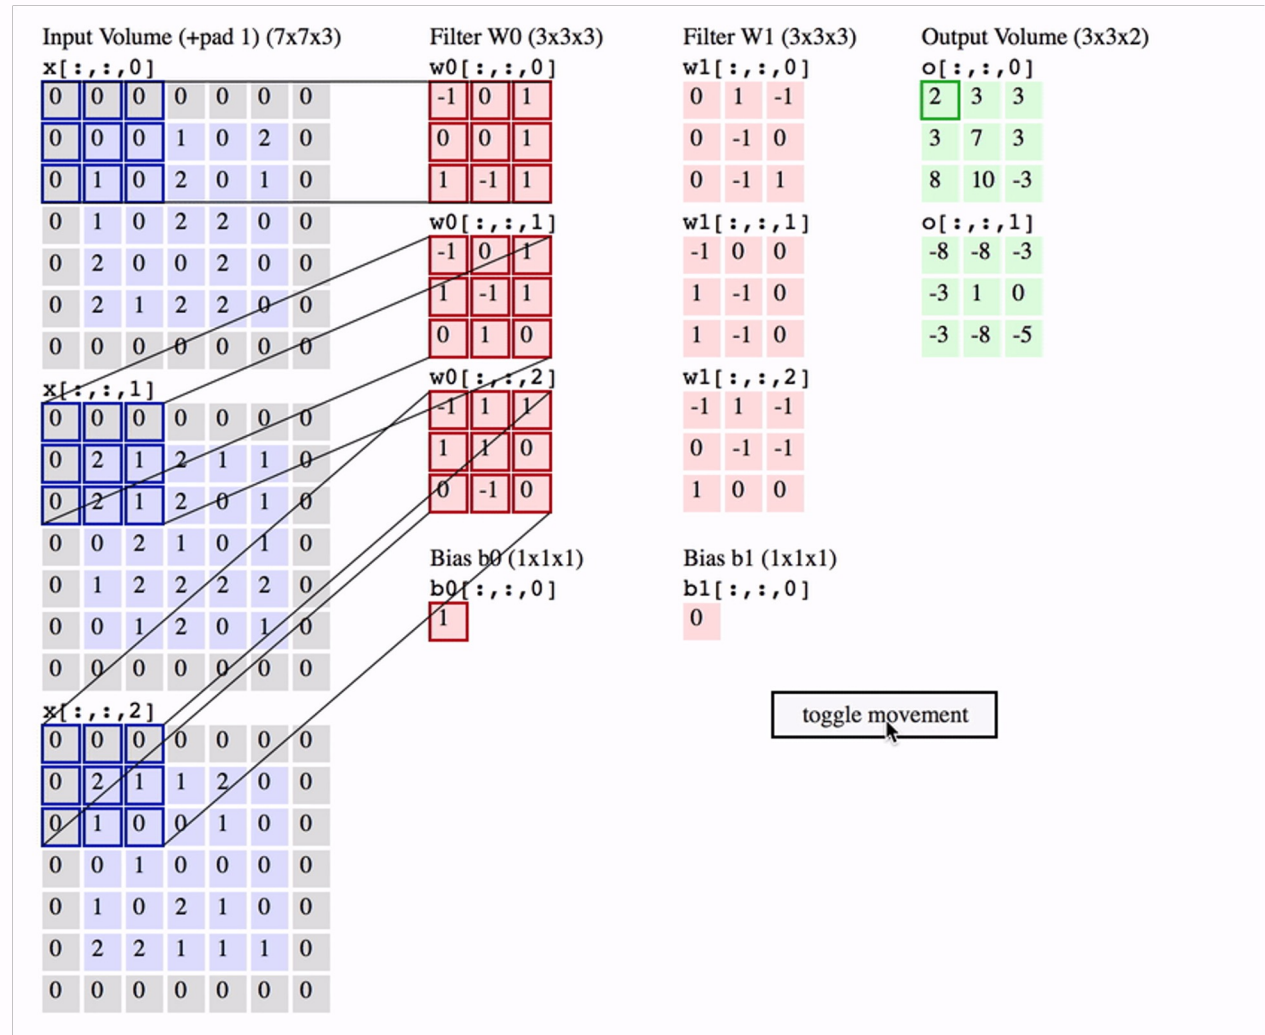 Input Volume (+pad 1) (7x7x3)
x[:,:,0]
0 0 0 0 0 0 0
0 0 0 1 0 2 0
0 1 0 2 0 1 0
0 1 0 2 2 0 0
0 2 0 0 2 0 0
0 2 1 2 2 0 0
0 0 0 0 0 0 0
x[:,:,1]
0 0 0 0 0 0 0
0 2 1 2 1 1 0
0 2 1 2 0 1 0
0 0 2 1 0 1 0
0 1 2 2 2 2 0
0 0 1 2 0 1 0
0 0 0 0 0 0 0
x[:,:,2]
0 0 0 0 0 0 0
0 2 1 1 2 0 0
0 1 0 0 1 0 0
0 0 1 0 0 0 0
0 1 0 2 1 0 0
0 2 2 1 1 1 0
0 0 0 0 0 0 0
Filter W0 (3x3x3)
w0[:,:,0]
-1 0 1
0 0 1
1 -1 1
w0[:,:,1]
-1 0 1
1 -1 1
0 1 0
w0[:,:,2]
-1 1 1
1 1 0
0 -1 0
Bias b0 (1x1x1)
b0[:,:,0]
1
Filter W1 (3x3x3)
w1[:,:,0]
0 1 -1
0 -1 0
0 -1 1
w1[:,:,1]
-1 0 0
1 -1 0
1 -1 0
w1[:,:,2]
-1 1 -1
0 -1 -1
1 0 0
Bias b1 (1x1x1)
b1[:,:,0]
0
Output Volume (3x3x2)
o[:,:,0]
2 3 3
3 7 3
8 10 -3
o[:,:,1]
-8 -8 -3
-3 1 0
-3 -8 -5
toggle movement